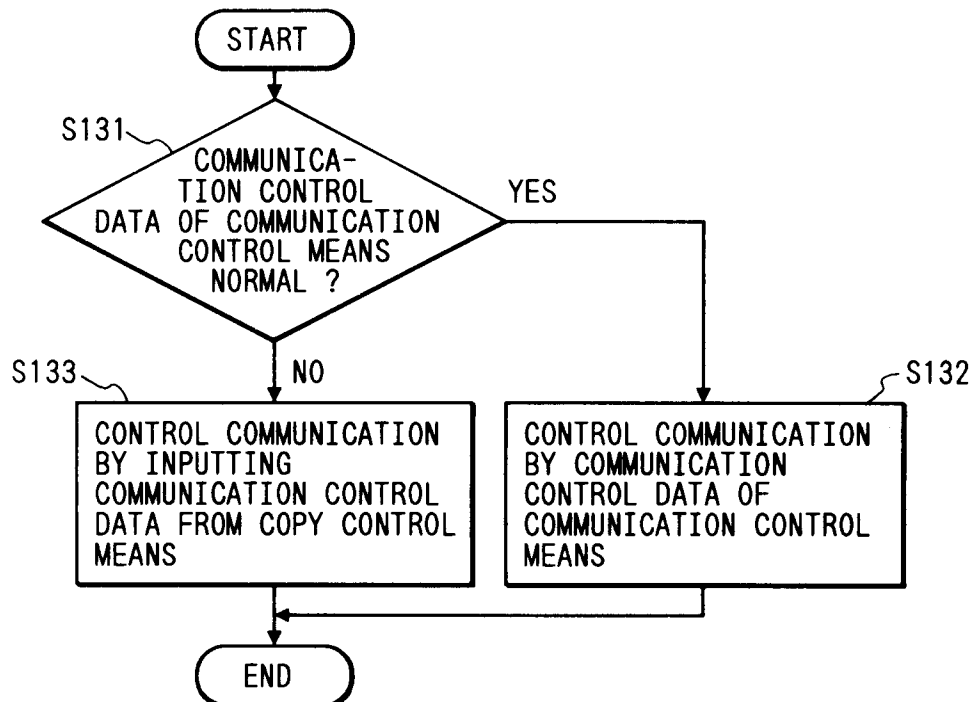 START
S131
COMMUNICA-
TION CONTROL
DATA OF COMMUNICATION
CONTROL MEANS
NORMAL ?
YES
NO
S133
CONTROL COMMUNICATION
BY INPUTTING
COMMUNICATION CONTROL
DATA FROM COPY CONTROL
MEANS
S132
CONTROL COMMUNICATION
BY COMMUNICATION
CONTROL DATA OF
COMMUNICATION CONTROL
MEANS
END